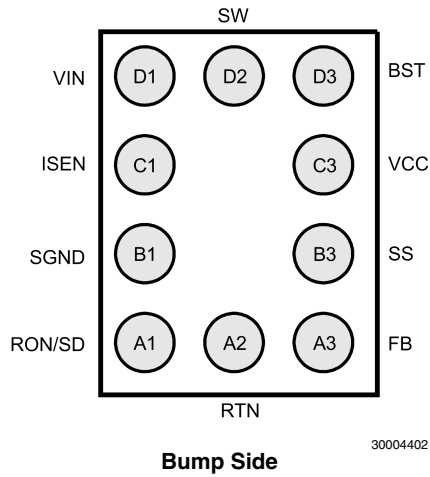 SW
VIN D1 D2 D3 BST
ISEN C1 C3 VCC
SGND B1 B3 SS
RON/SD A1 A2 A3 FB
RTN
30004402
Bump Side